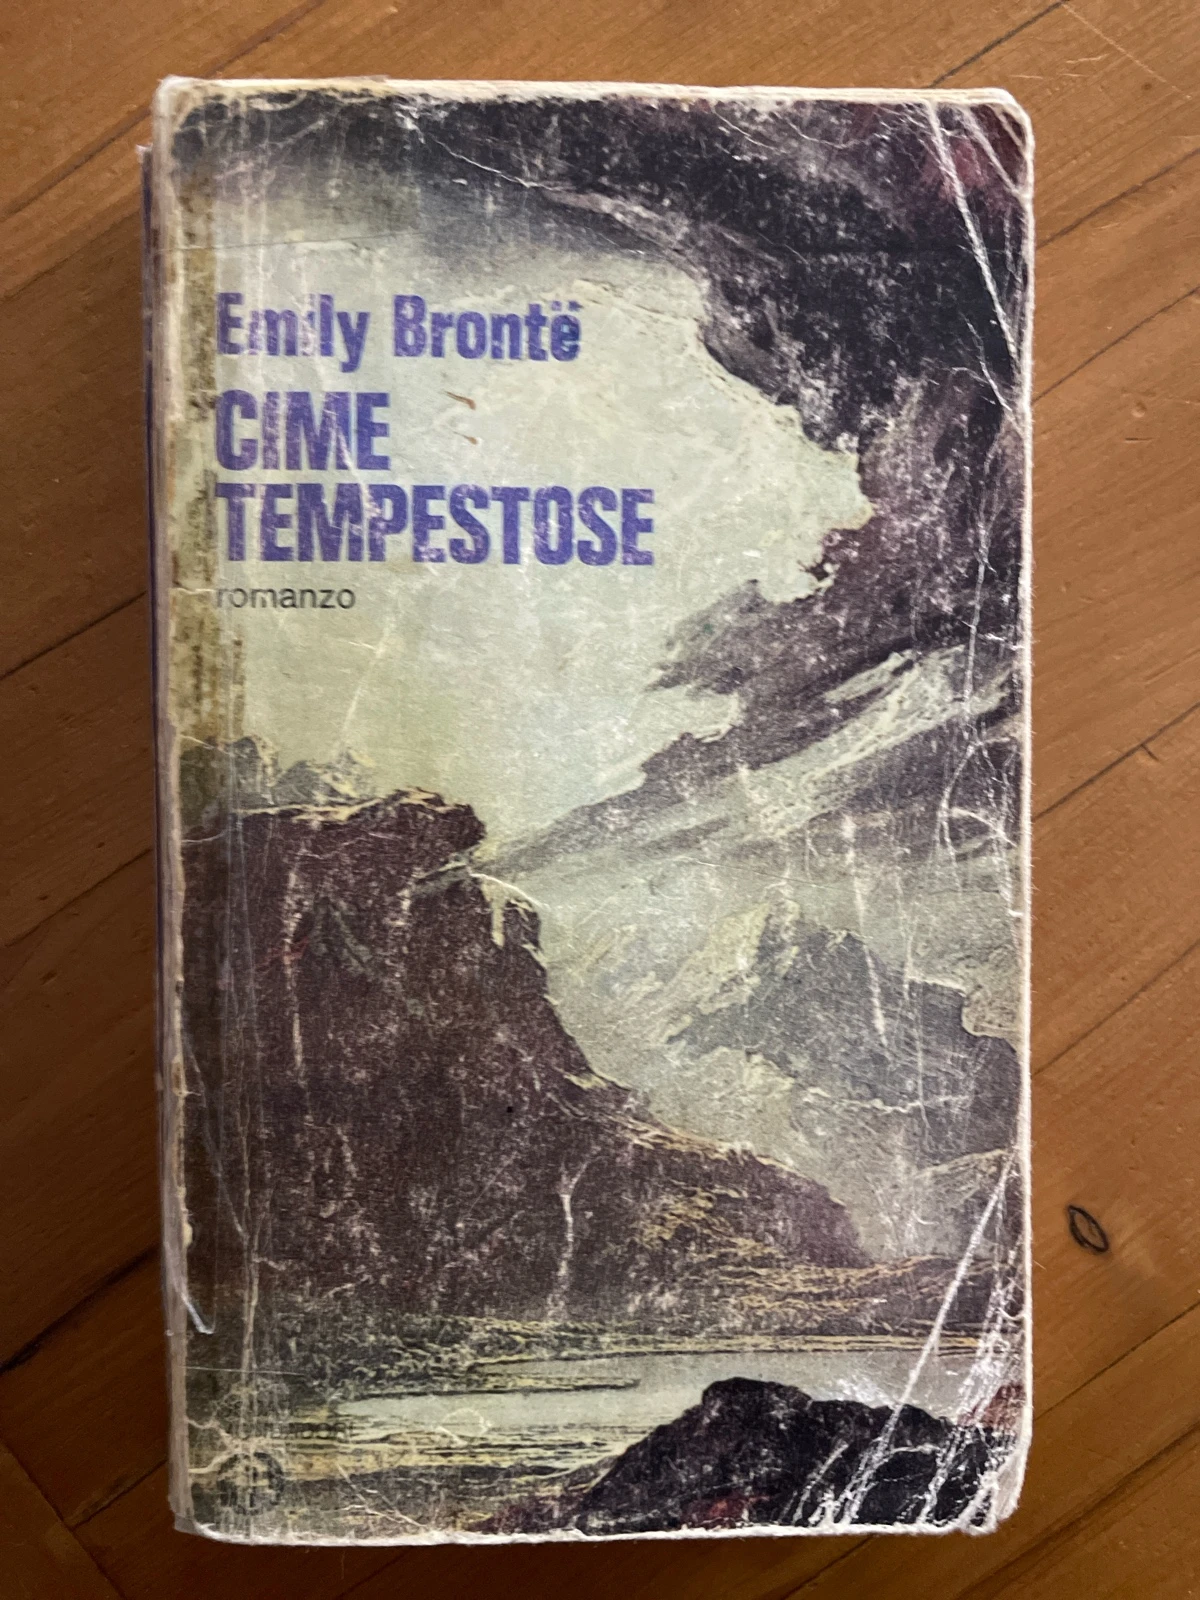 Emily Brontë
CIME
TEMPESTOSE
romanzo